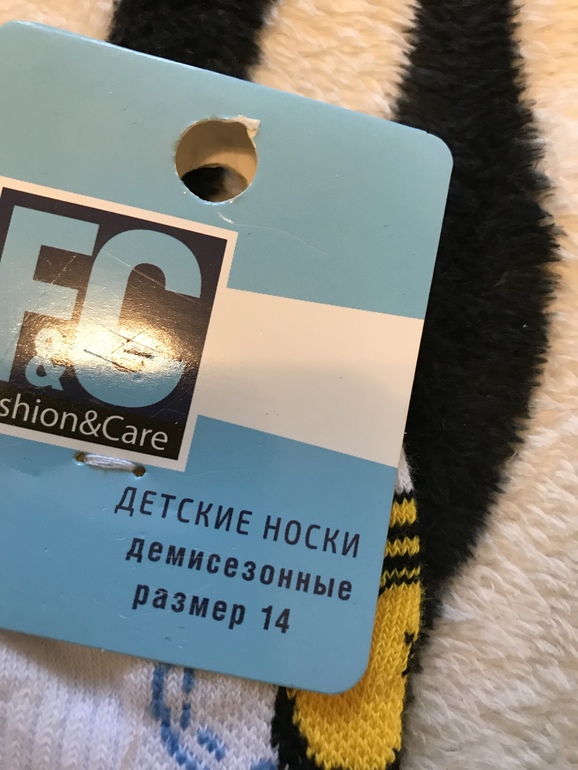 F&C
shion&Care
ДЕТСКИЕ НОСКИ
демисезонные
размер 14